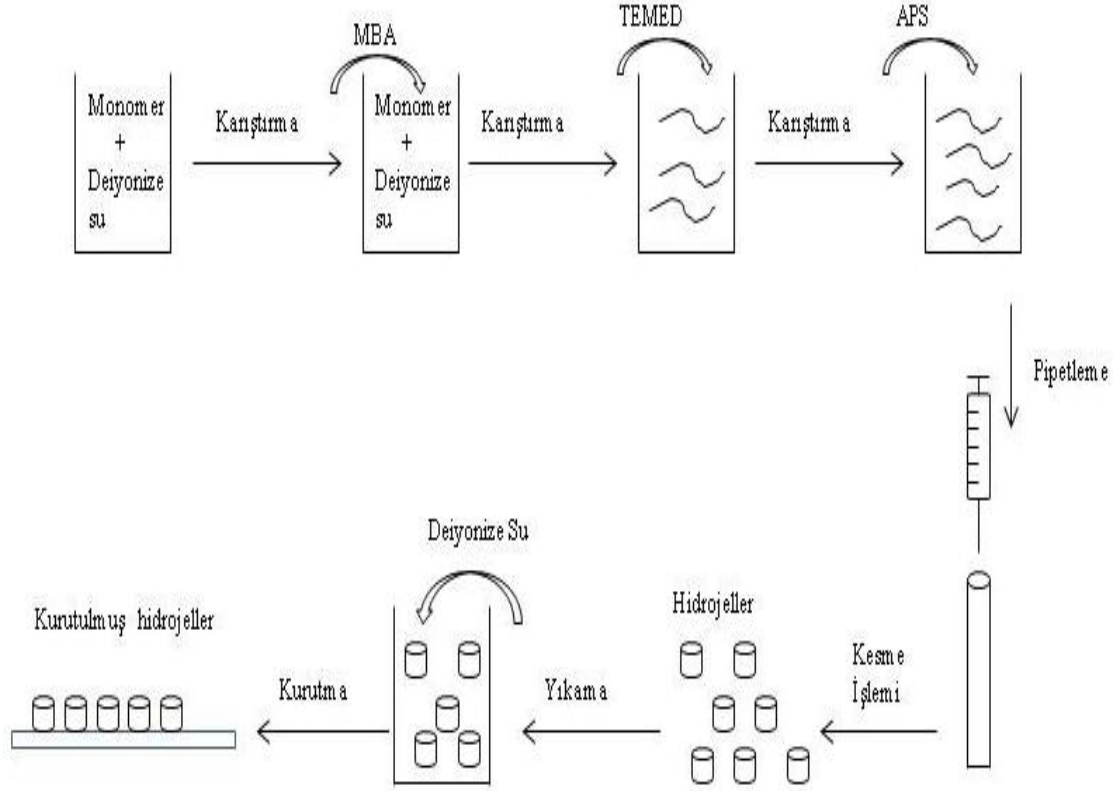 MBA
TEMED
APS
Monomer
+
Deiyonize
su
Karıştırma
Monomer
+
Deiyonize
su
Karıştırma
Karıştırma
Pipetleme
Deiyonize Su
Hidrojeller
Kurutulmuş hidrojeller
Kesme
İşlemi
Yıkama
Kurutma